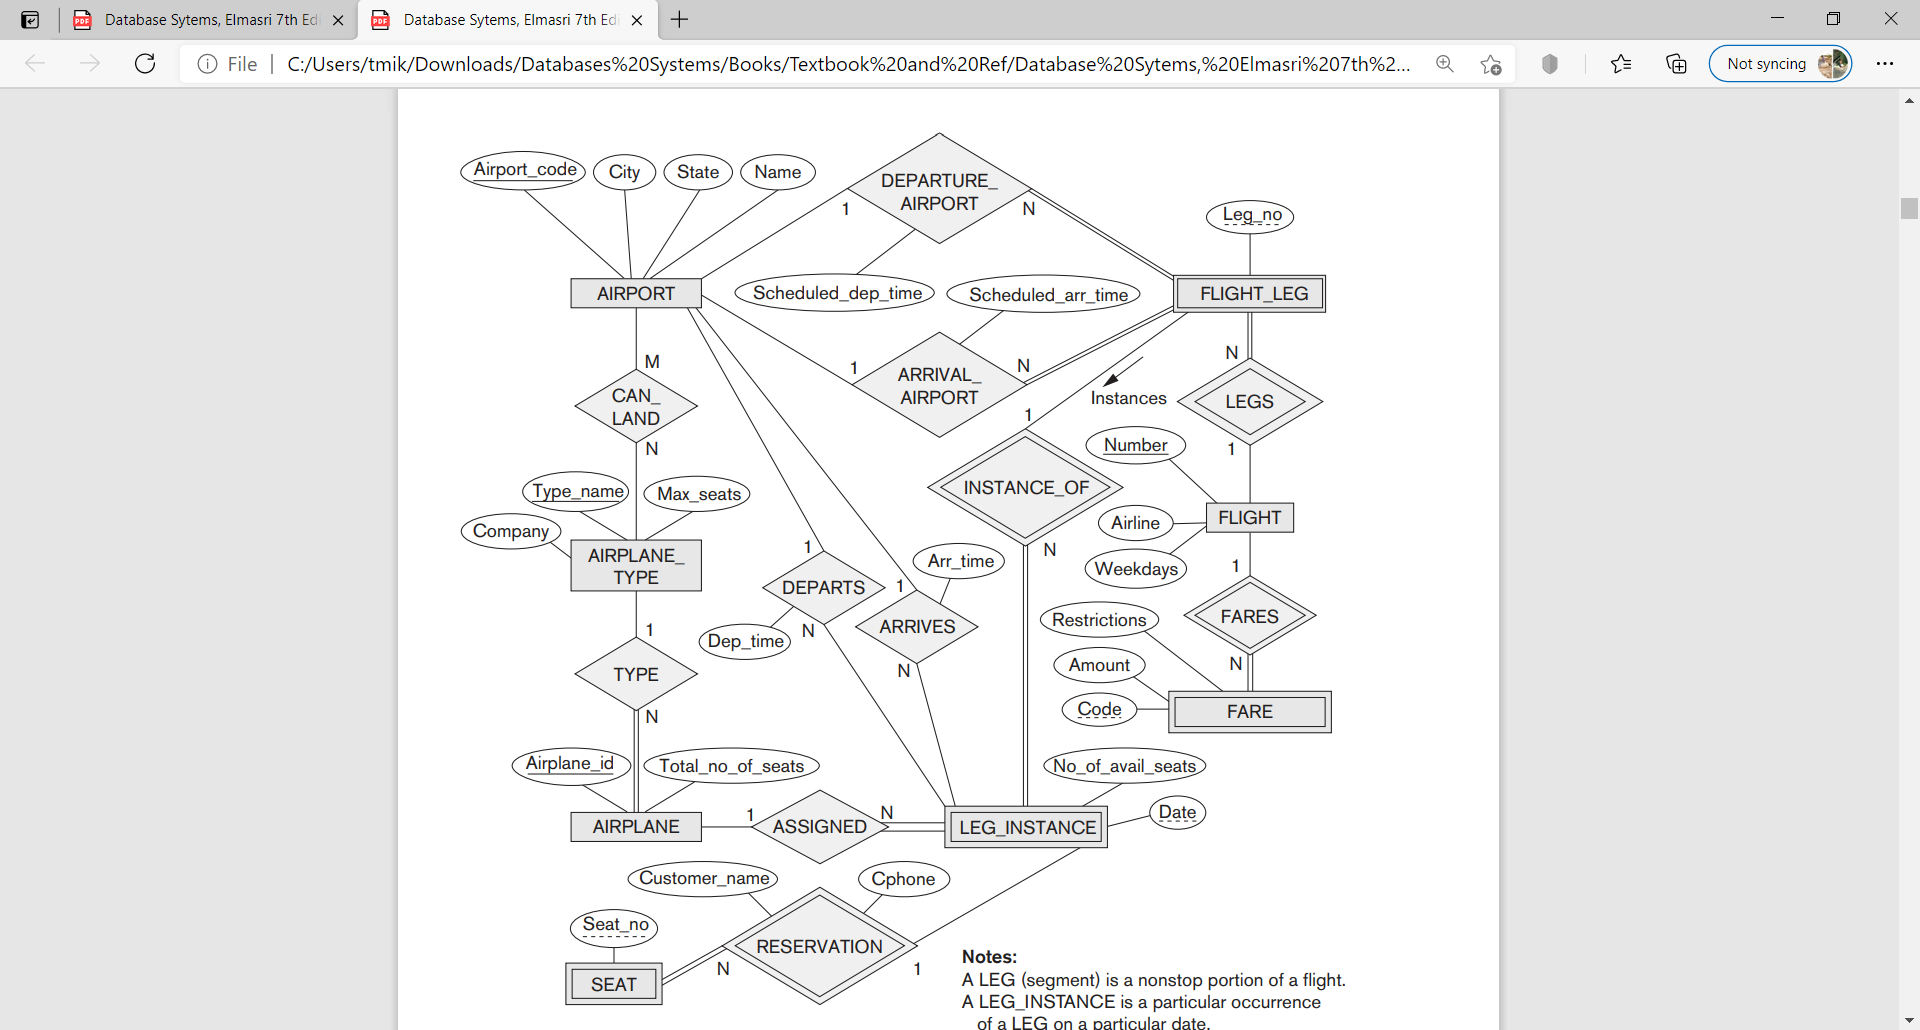 Database Sytems, Elmasri 7th Edi
Database Sytems, Elmasri 7th Edi
File
C:/Users/tmik/Downloads/Databases%20Systems/Books/Textbook%20and%20Ref/Database%20Sytems,%20Elmasri%207th%2...
Not syncing
Airport_code
City
State
Name
DEPARTURE_
AIRPORT
1
N
Leg_no
AIRPORT
Scheduled_dep_time
Scheduled_arr_time
FLIGHT_LEG
M
CAN_
LAND
N
1
ARRIVAL_
AIRPORT
N
Instances
N
LEGS
1
1
Number
INSTANCE_OF
N
Type_name
Max_seats
Company
AIRPLANE_
TYPE
Airline
FLIGHT
Weekdays
1
1
DEPARTS
N
Dep_time
Arr_time
1
ARRIVES
N
Restrictions
FARES
N
Amount
Code
FARE
1
TYPE
N
Airplane_id
Total_no_of_seats
No_of_avail_seats
Date
AIRPLANE
1
ASSIGNED
N
LEG_INSTANCE
Customer_name
Cphone
Seat_no
RESERVATION
SEAT
N
1
Notes:
A LEG (segment) is a nonstop portion of a flight.
A LEG_INSTANCE is a particular occurrence
of a LEG on a particular date.